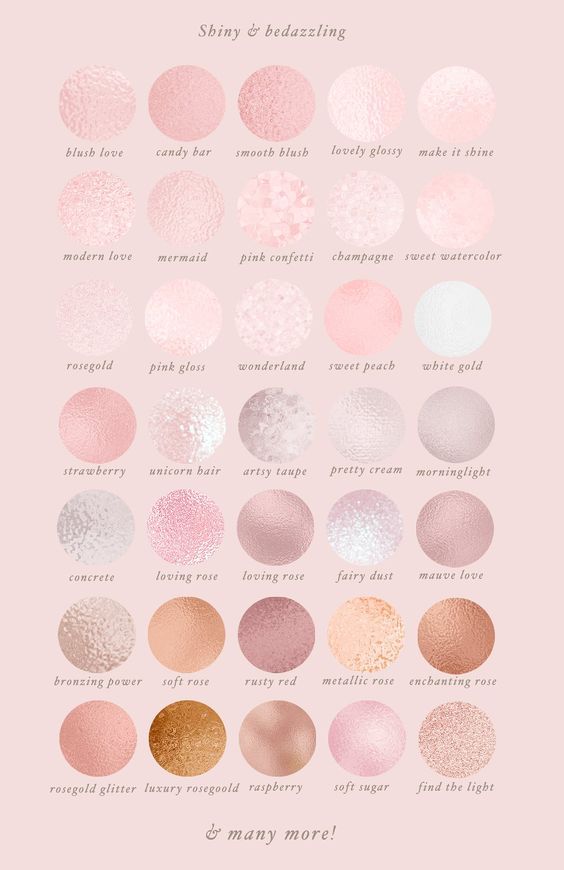 Shiny & bedazzling
blush love candy bar smooth blush lovely glossy make it shine
modern love mermaid pink confetti champagne sweet watercolor
rosegold pink gloss wonderland sweet peach white gold
strawberry unicorn hair artsy taupe pretty cream morninglight
concrete loving rose loving rose fairy dust mauve love
bronzing power soft rose rusty red metallic rose enchanting rose
rosegold glitter luxury rosegoold raspberry soft sugar find the light
& many more!